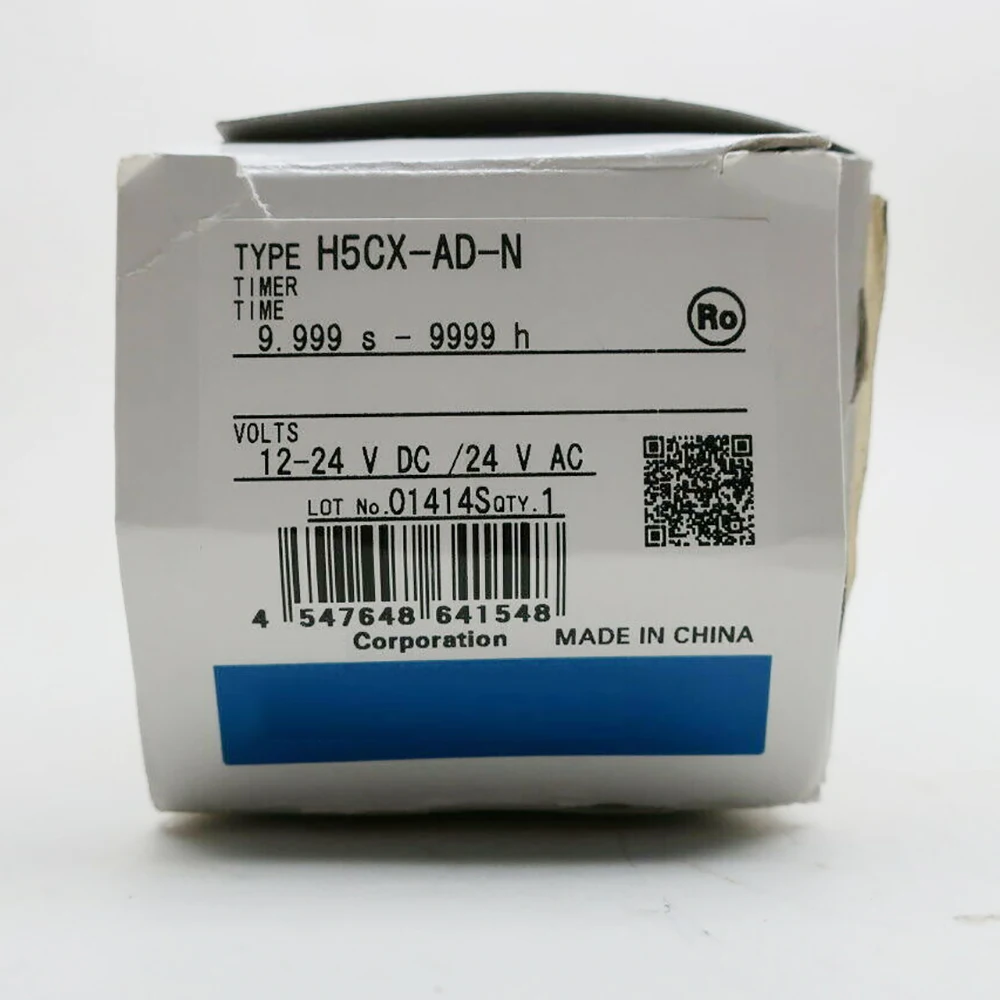 TYPE H5CX-AD-N
TIMER
TIME
9.999 s - 9999 h
Ro
VOLTS
12-24 V DC /24 V AC
LOT No.01414S QTY.1
4 547648 641548
Corporation MADE IN CHINA